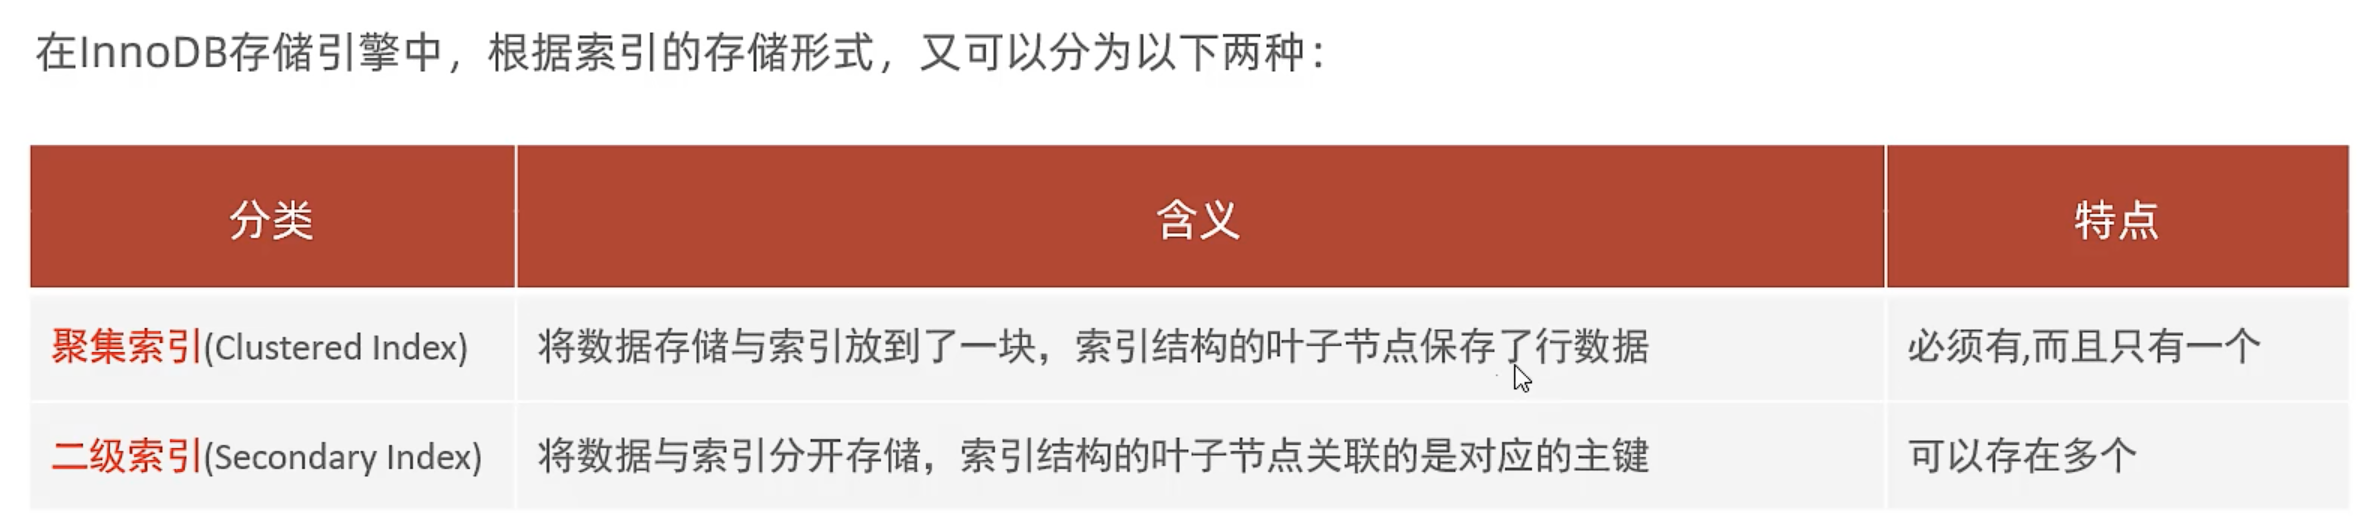 在InnoDB存储引擎中，根据索引的存储形式，又可以分为以下两种：
分类 含义 特点
聚集索引(Clustered Index) 将数据存储与索引放到了一块，索引结构的叶子节点保存了行数据 必须有,而且只有一个
二级索引(Secondary Index) 将数据与索引分开存储，索引结构的叶子节点关联的是对应的主键 可以存在多个